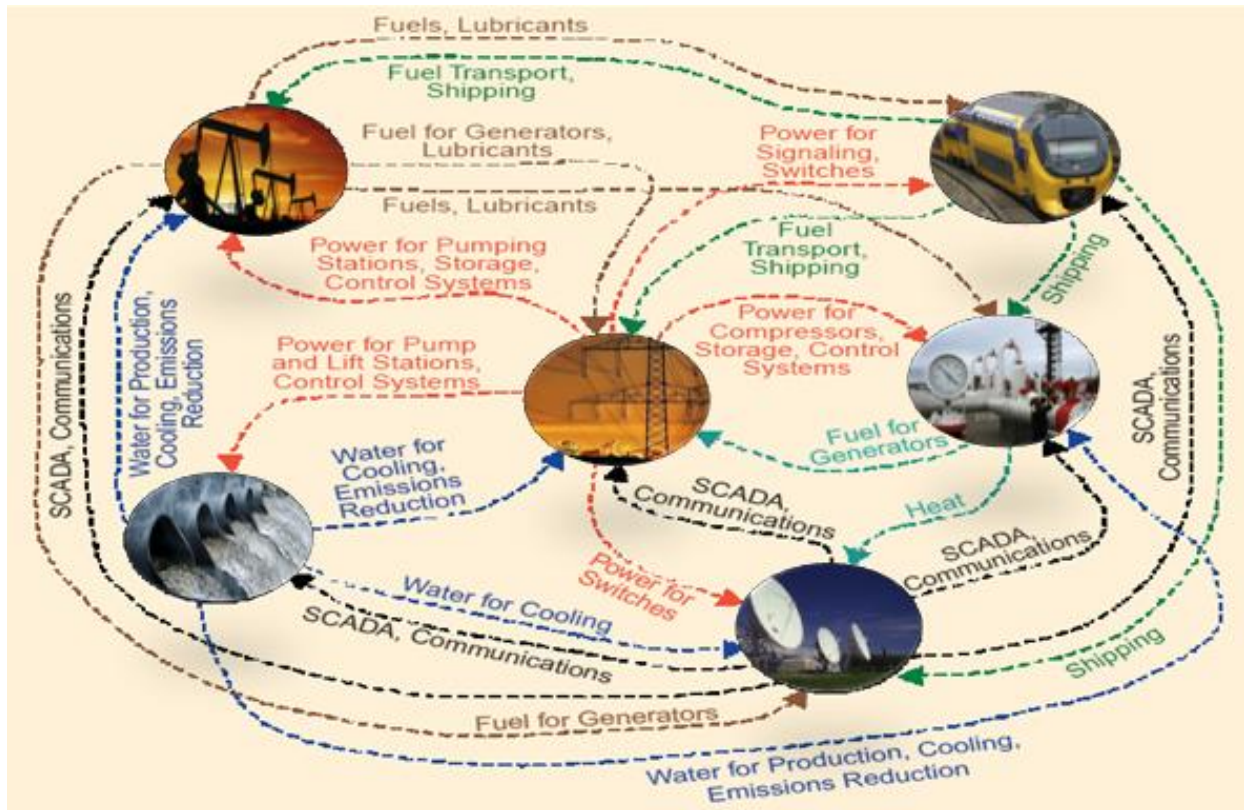 Fuels, Lubricants
Fuel Transport,
Shipping
Fuel for Generators,
Lubricants
Power for
Signaling,
Switches
Fuels, Lubricants
Fuel
Transport,
Shipping
Shipping
Power for Pumping
Stations, Storage,
Control Systems
Power for
Compressors,
Storage, Control
Systems
Power for Pump
and Lift Stations,
Control Systems
SCADA, Communications
Water for Production,
Cooling, Emissions
Reduction
SCADA,
Communications
Water for
Cooling,
Emissions
Reduction
Fuel for
Generators
SCADA,
Communications
Heat
SCADA,
Communications
Power for
Switches
Water for Cooling
SCADA, Communications
Shipping
Fuel for Generators
Water for Production, Cooling,
Emissions Reduction